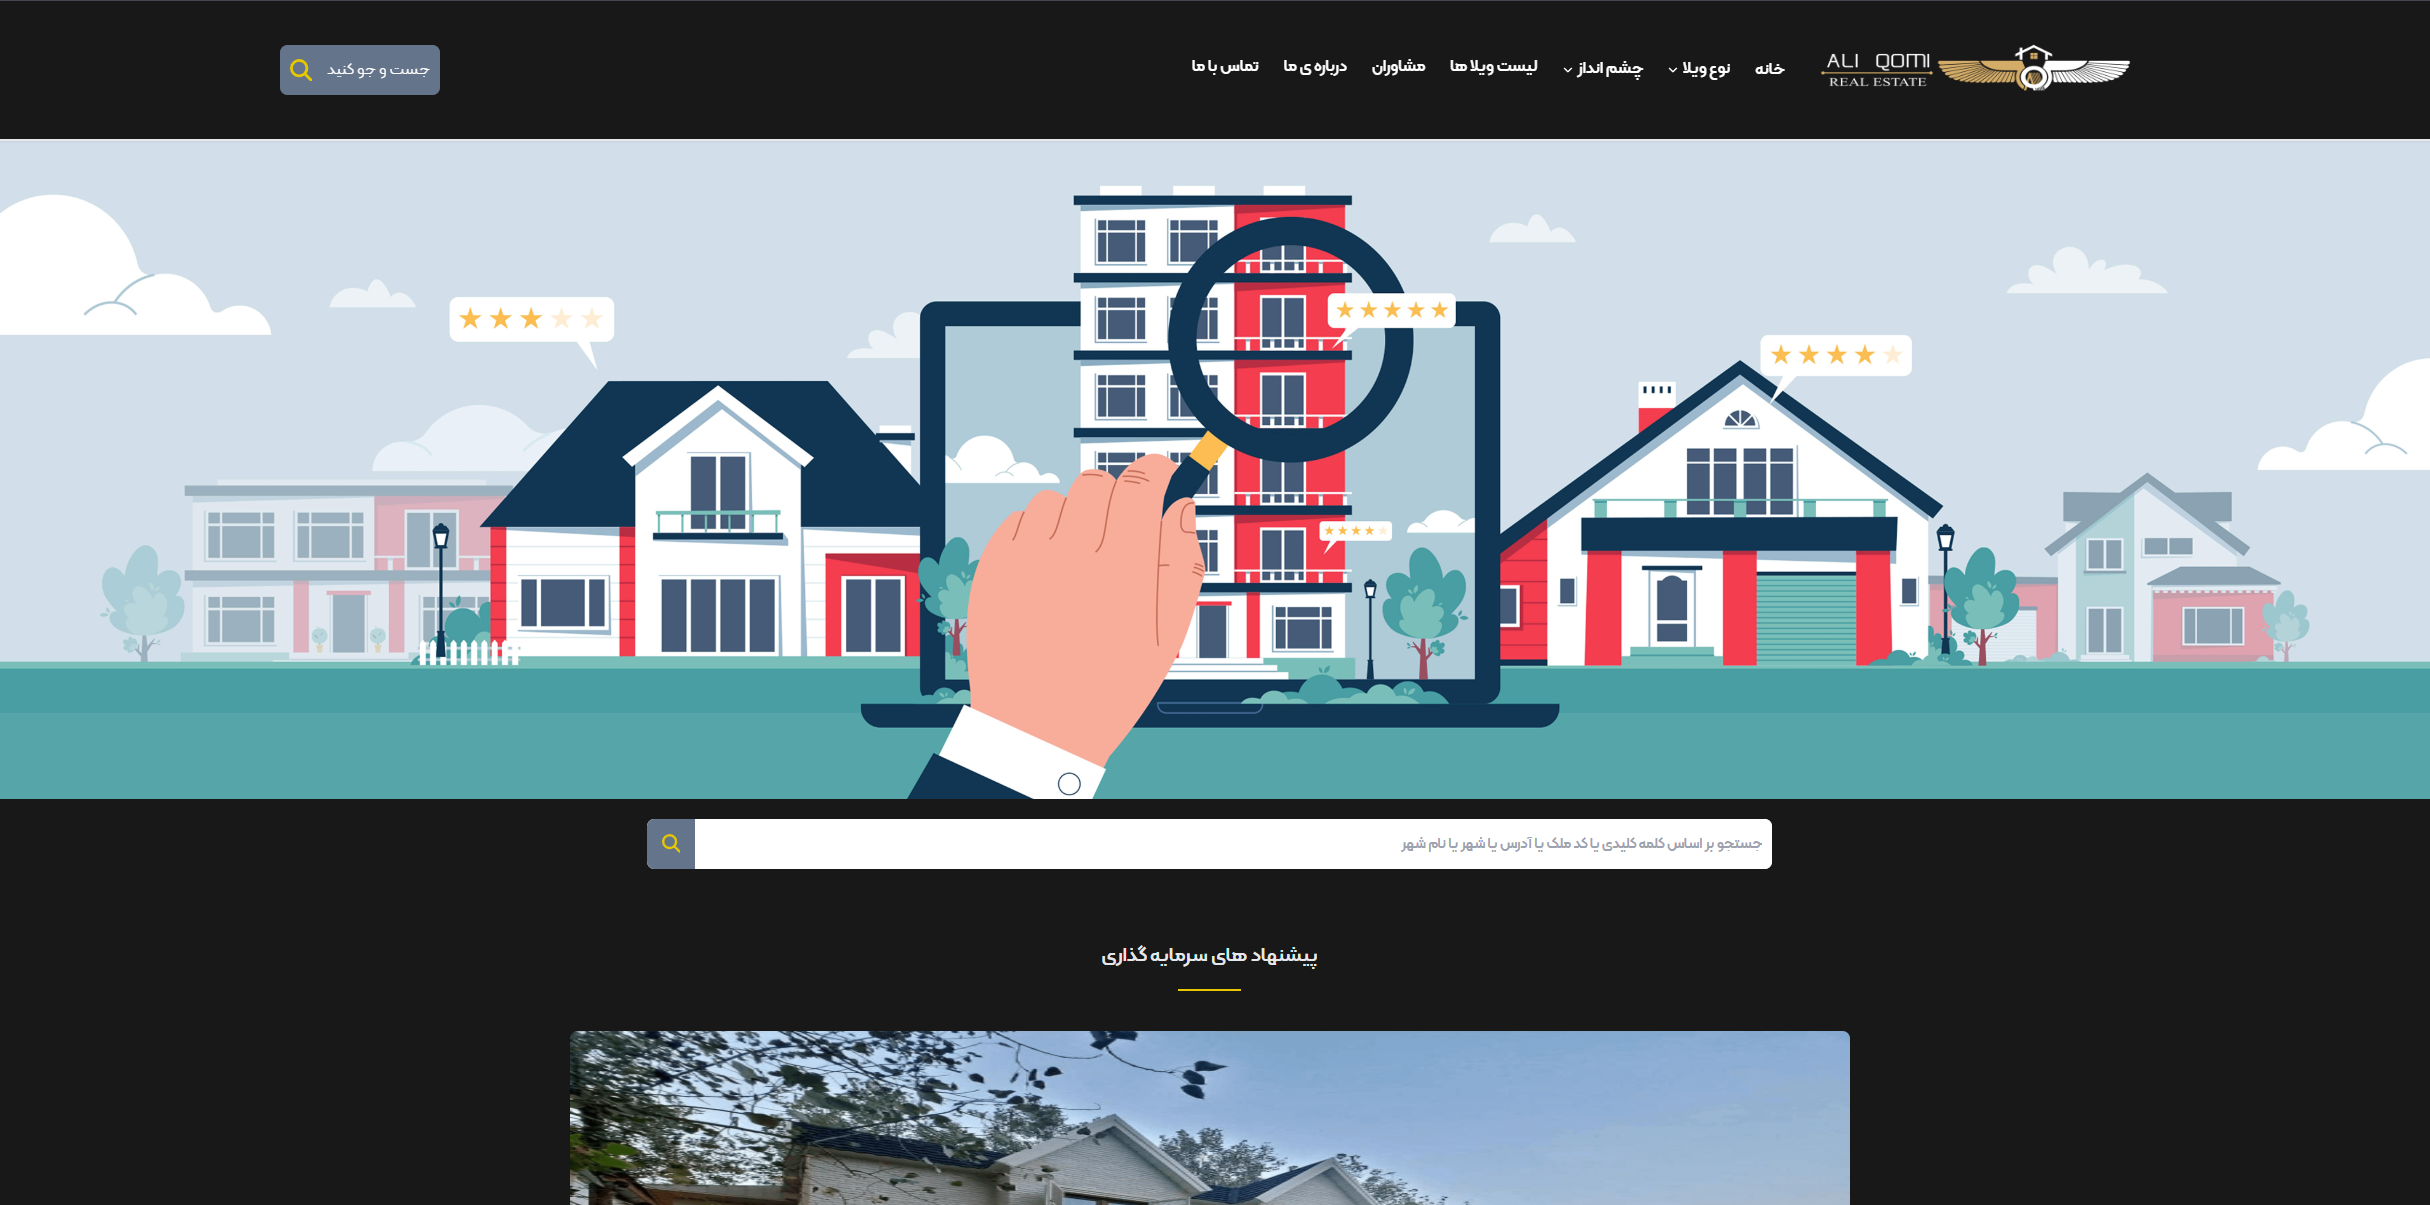 ALI QOMI
REAL ESTATE
خانه
نوع ویلا
چشم انداز
لیست ویلا ها
مشاوران
درباره ی ما
تماس با ما
جست و جو کنید
جستجو بر اساس کلمه کلیدی یا کد ملک یا آدرس یا شهر یا نام شهر
پیشنهاد های سرمایه گذاری